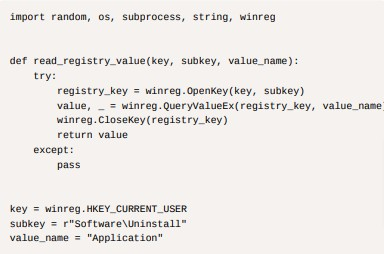 import random, os, subprocess, string, winreg
def read_registry_value(key, subkey, value_name):
    try:
        registry_key = winreg.OpenKey(key, subkey)
        value, _ = winreg.QueryValueEx(registry_key, value_name)
        winreg.CloseKey(registry_key)
        return value
    except:
        pass
key = winreg.HKEY_CURRENT_USER
subkey = r"Software\Uninstall"
value_name = "Application"